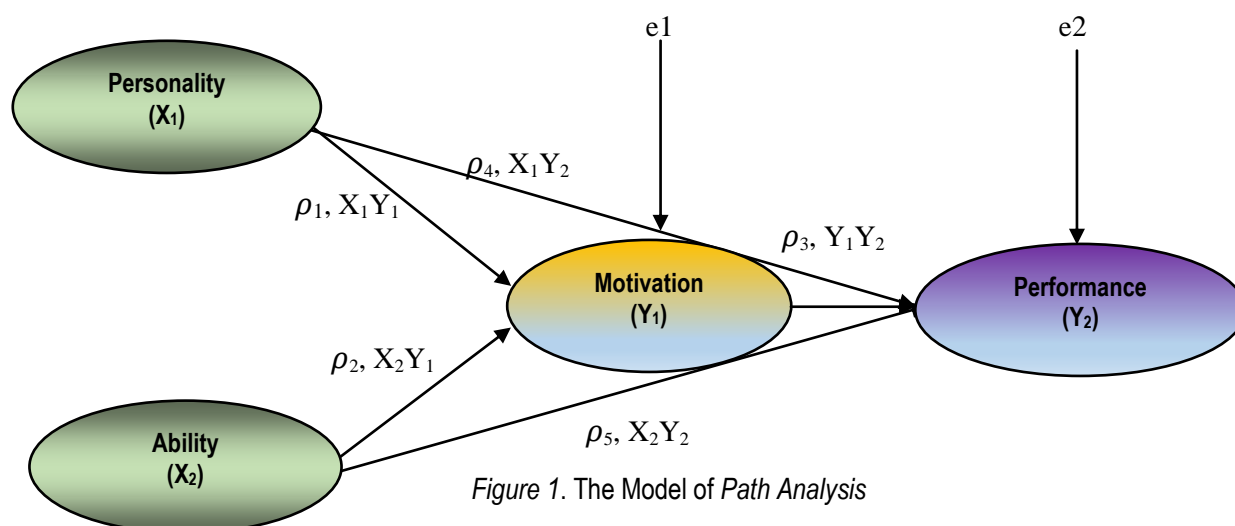 e1
e2
Personality
(X₁)
ρ₄, X₁Y₂
ρ₁, X₁Y₁
ρ₃, Y₁Y₂
Motivation
(Y₁)
Performance
(Y₂)
ρ₂, X₂Y₁
Ability
(X₂)
ρ₅, X₂Y₂
Figure 1. The Model of Path Analysis